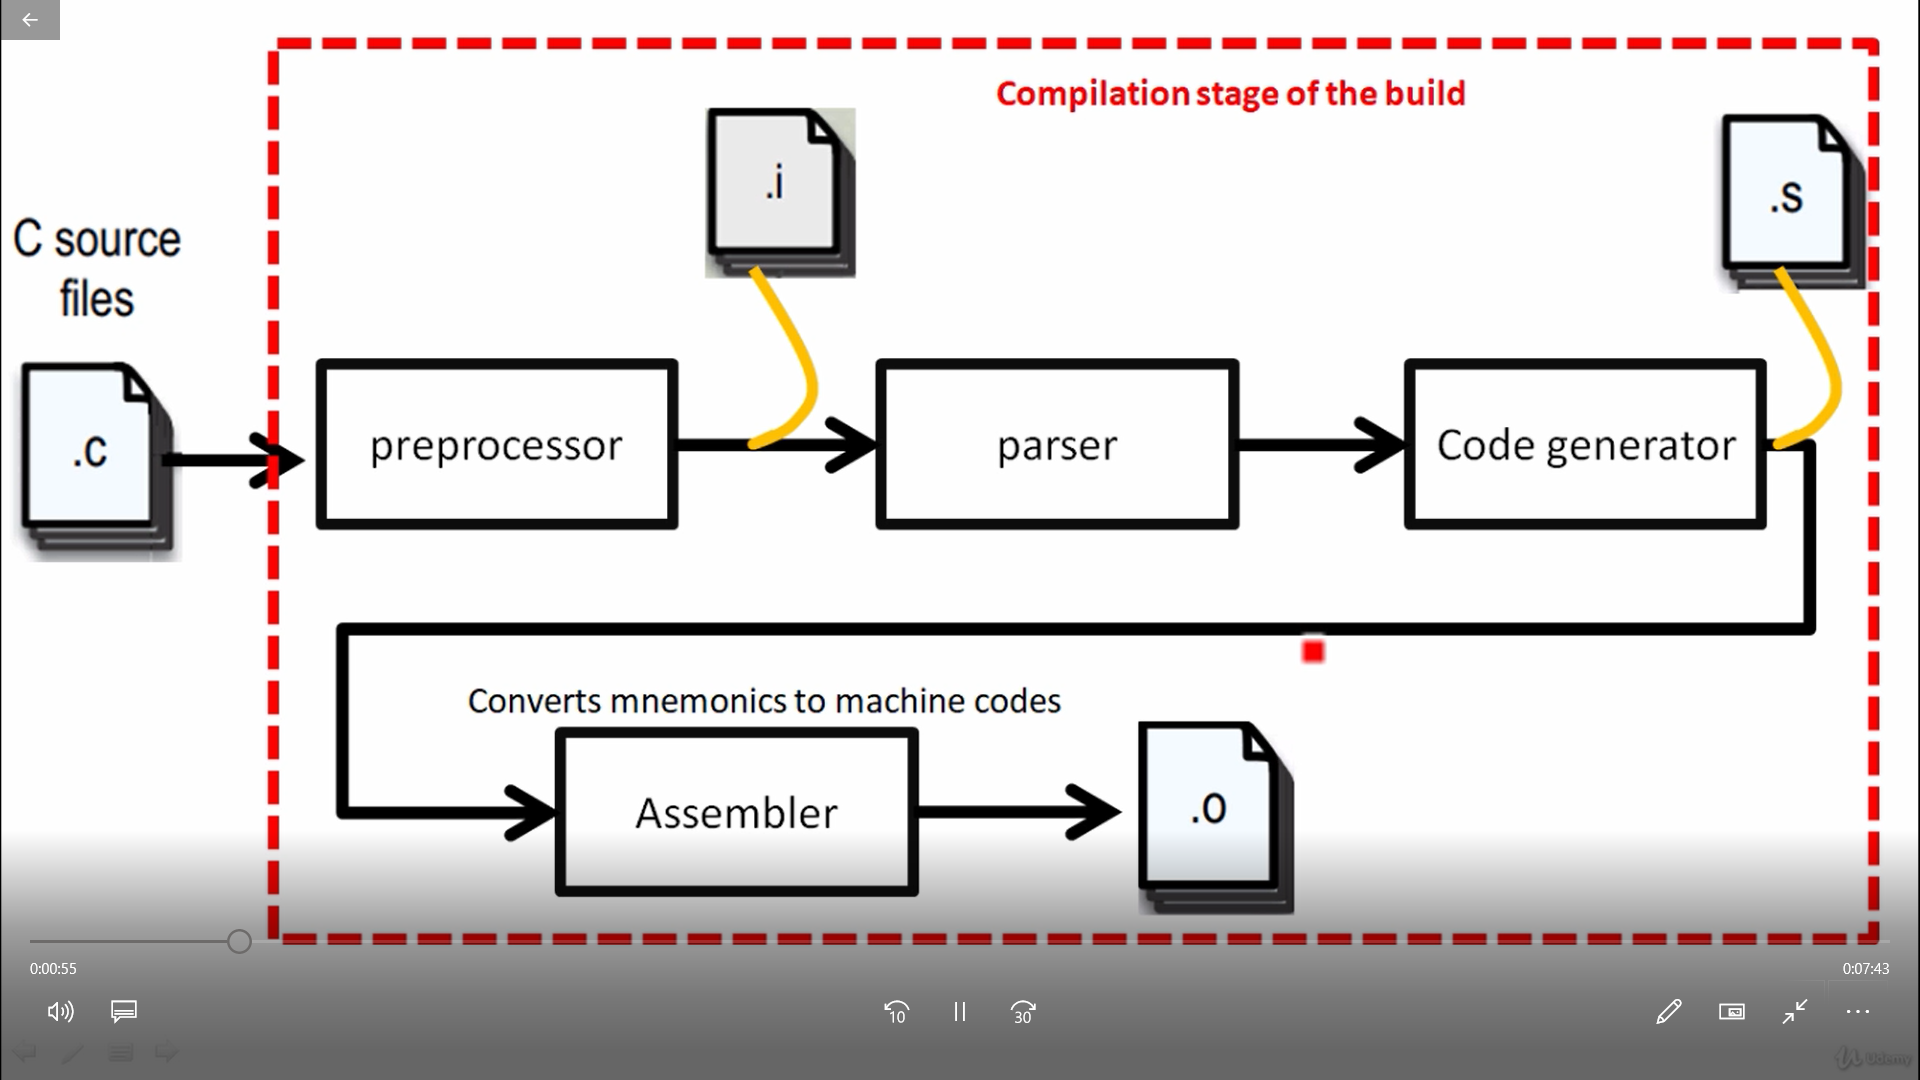 Compilation stage of the build
.i
.s
C source
files
.c
preprocessor
parser
Code generator
Converts mnemonics to machine codes
Assembler
.o
0:00:55
0:07:43
10
30
Udemy